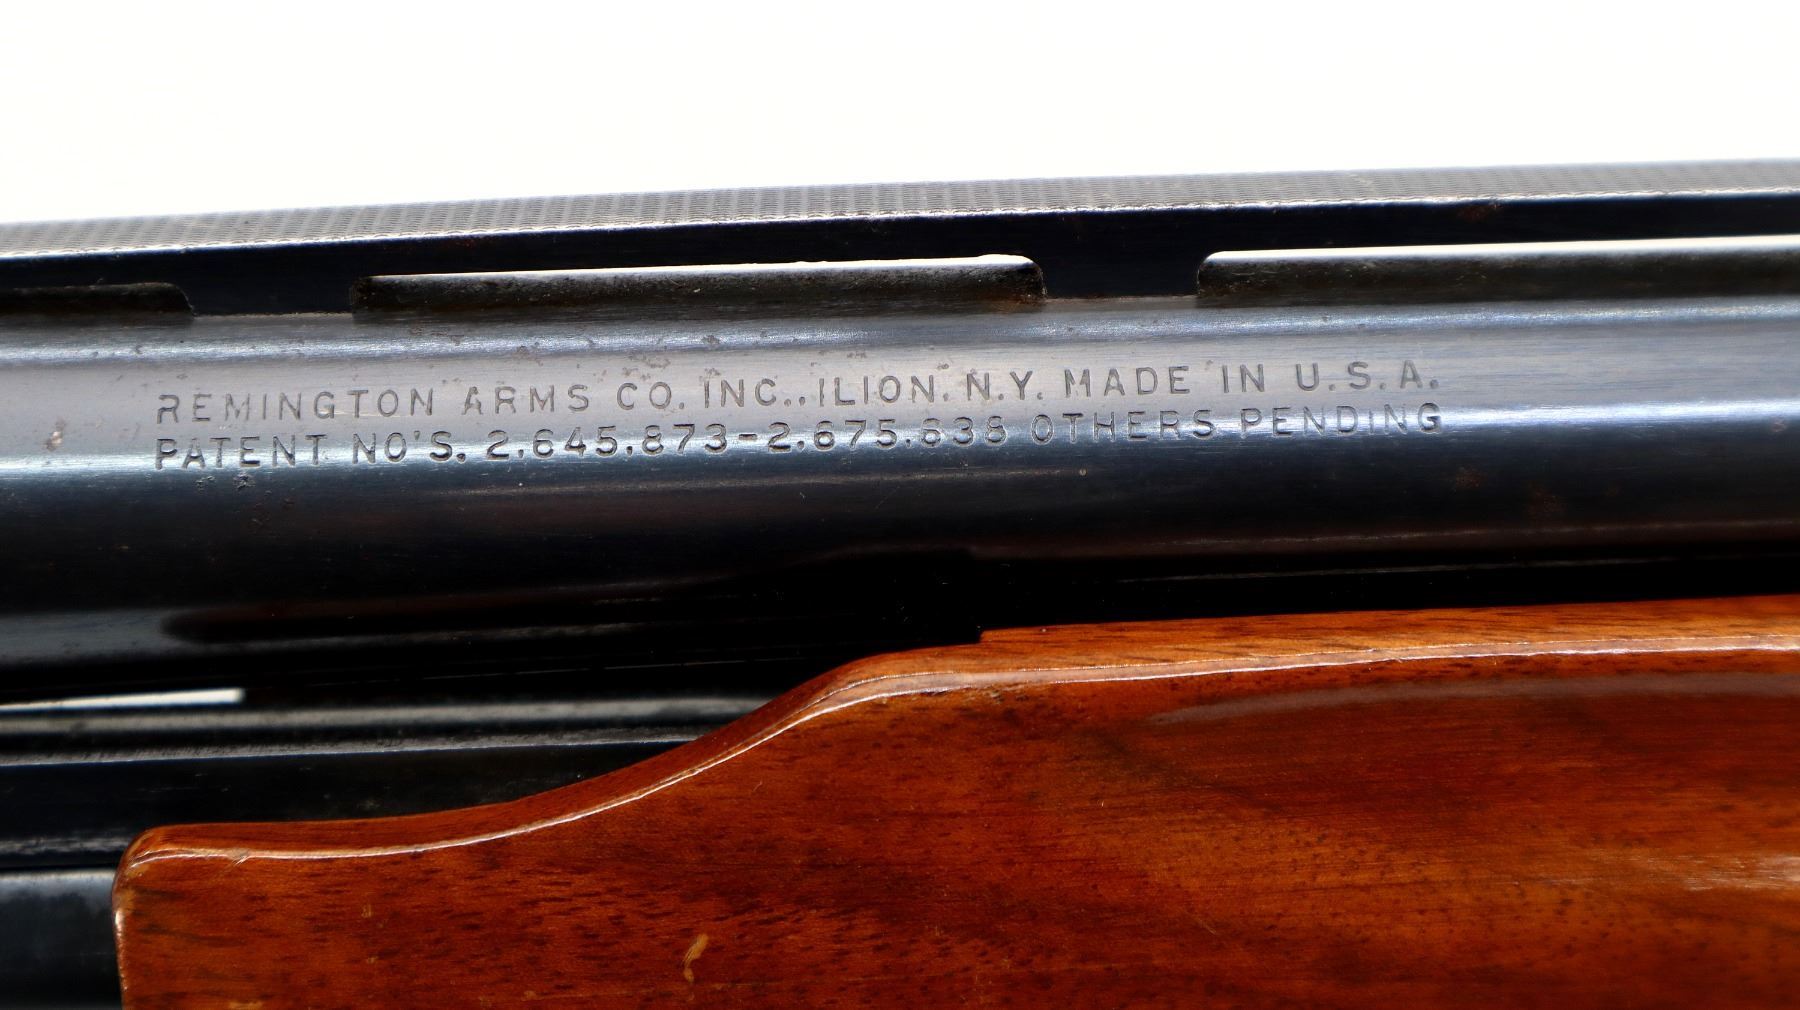 REMINGTON ARMS CO. INC., ILION. N.Y. MADE IN U.S.A.
PATENT NO'S. 2,645,873-2,675,638 OTHERS PENDING